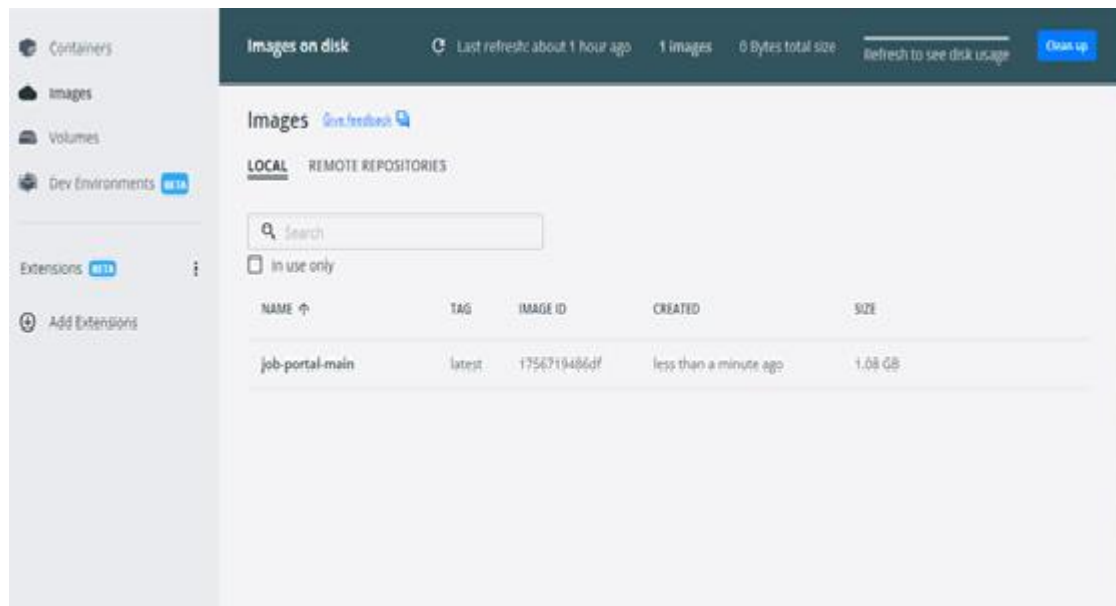 Containers
Images
Volumes
Dev Environments BETA
Extensions BETA
Add Extensions
Images on disk
Last refresh: about 1 hour ago
1 images
0 Bytes total size
Refresh to see disk usage
Clean up
Images Give feedback
LOCAL REMOTE REPOSITORIES
Search
In use only
NAME TAG IMAGE ID CREATED SIZE
job-portal-main latest 1756719486df less than a minute ago 1.08 GB